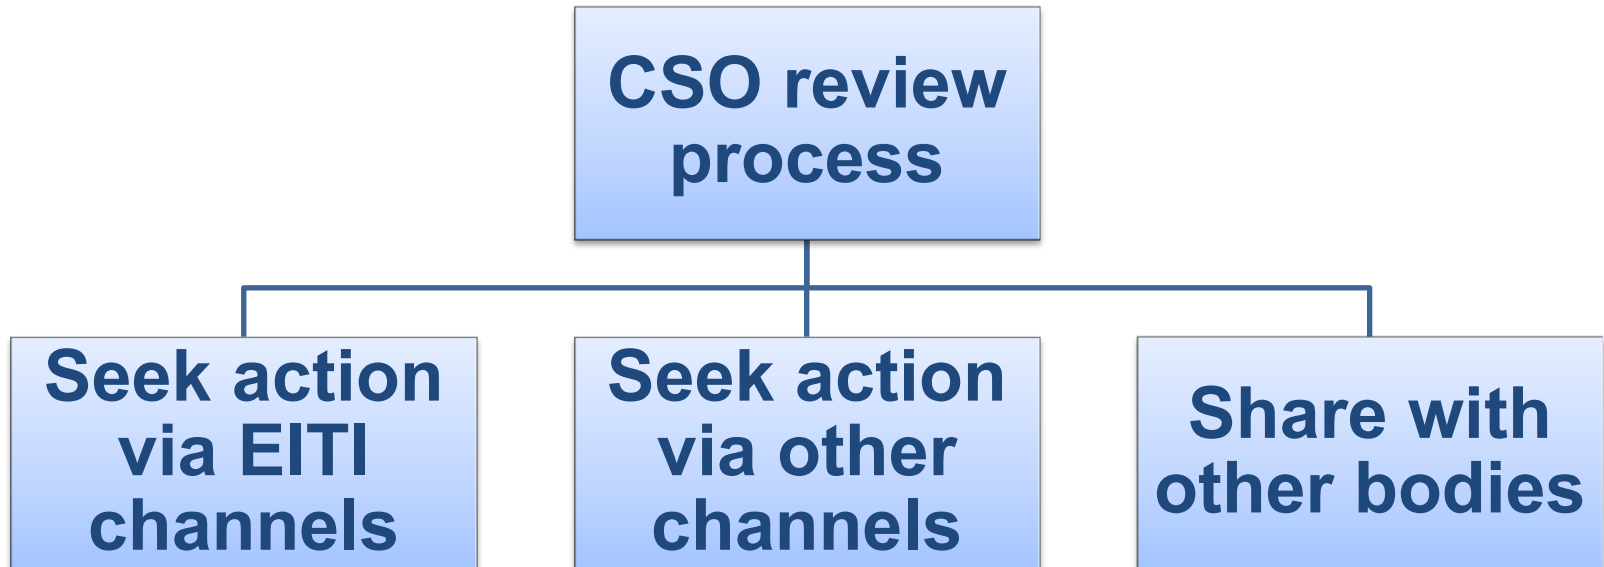 CSO review
process
Seek action
via EITI
channels
Seek action
via other
channels
Share with
other bodies